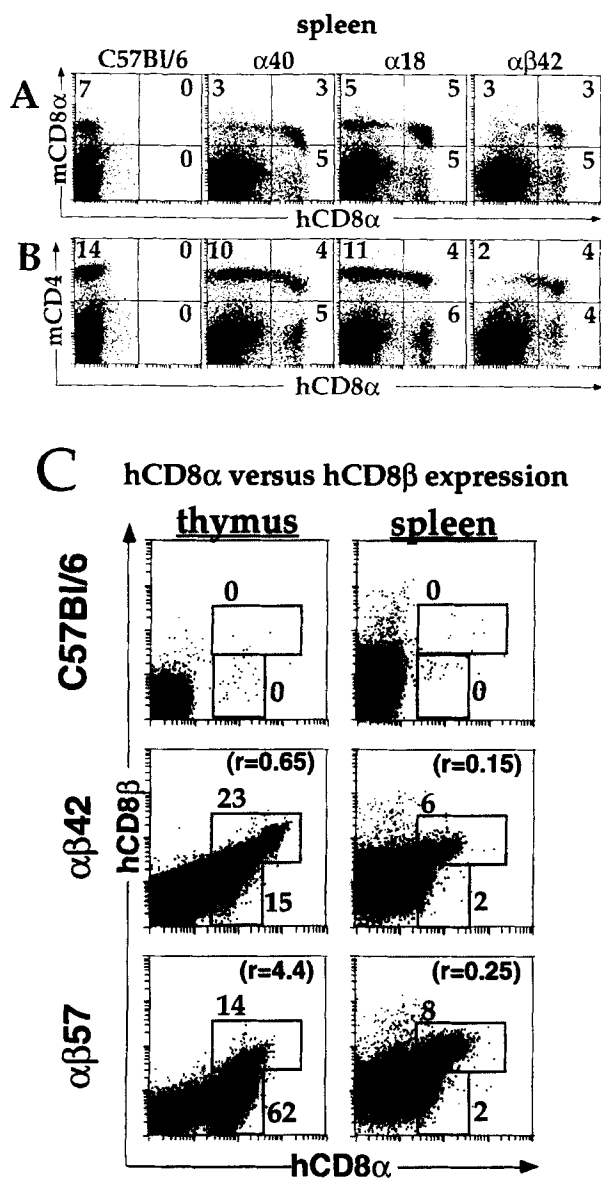 spleen
C57Bl/6 α40 α18 αβ42
A
mCD8α
7 0 3 3 5 5 3 3
0 5 5 5
hCD8α
B
mCD4
14 0 10 4 11 4 2 4
0 5 6 4
hCD8α
C hCD8α versus hCD8β expression
thymus spleen
C57Bl/6
0 0
0 0
hCD8β
αβ42
(r=0.65) (r=0.15)
23 6
15 2
αβ57
(r=4.4) (r=0.25)
14 8
62 2
hCD8α